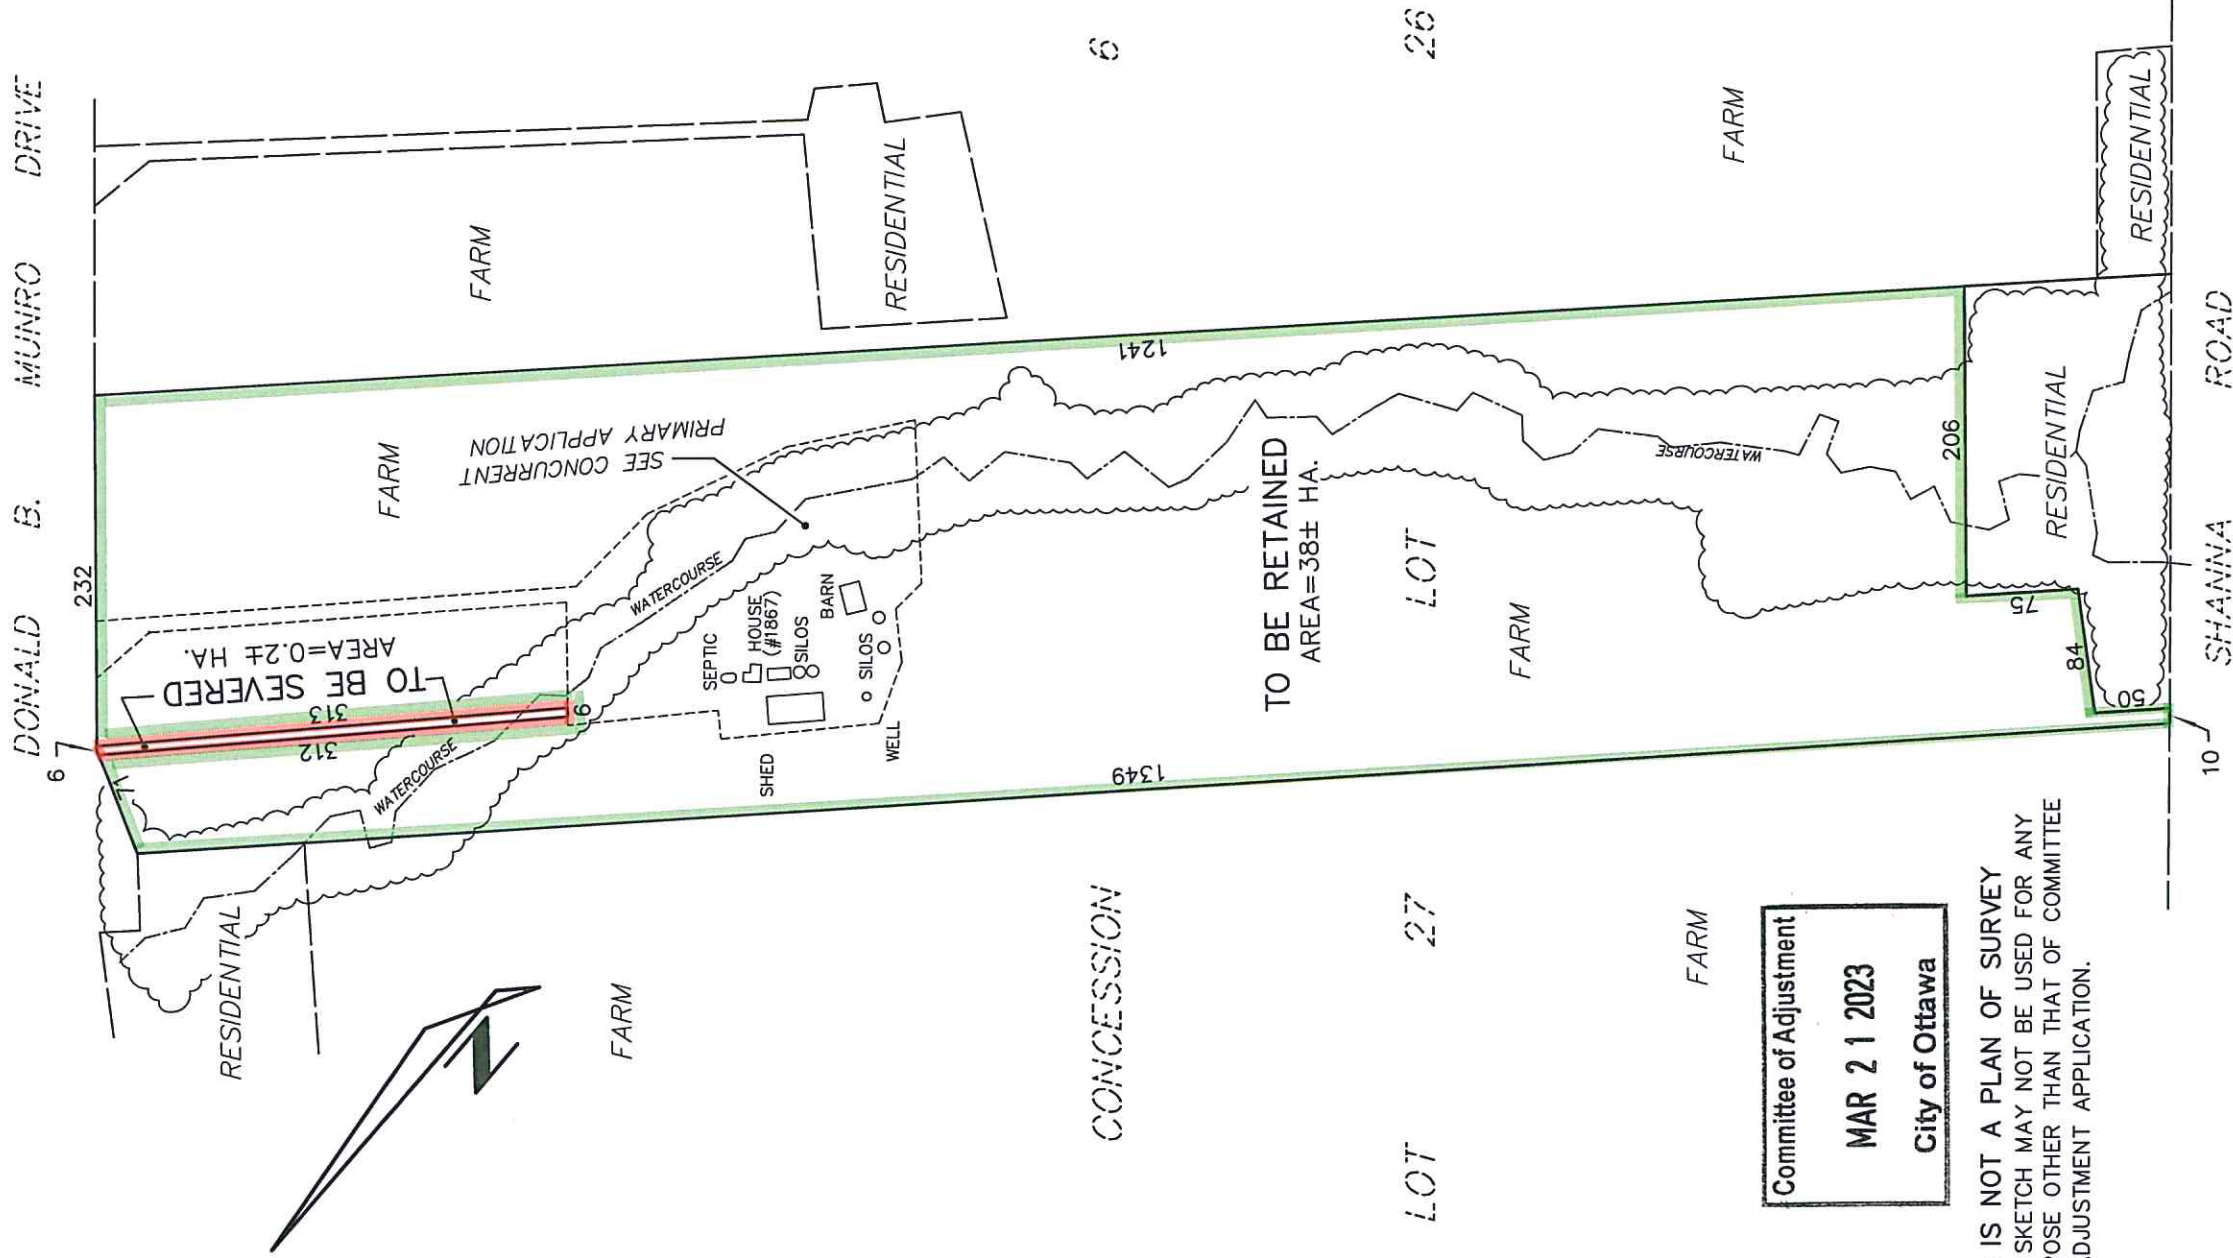 DONALD B. MUNRO DRIVE
6
232
71
312
313
6
TO BE SEVERED
AREA=0.2± HA.
FARM
FARM
RESIDENTIAL
SEE CONCURRENT
PRIMARY APPLICATION
1241
WATERCOURSE
WATERCOURSE
SEPTIC
HOUSE
(#1867)
SILOS
BARN
SILOS
SHED
WELL
1349
RESIDENTIAL
FARM
CONCESSION 6
TO BE RETAINED
AREA=38± HA.
LOT 27
LOT 26
FARM
FARM
FARM
WATERCOURSE
206
75
84
50
10
RESIDENTIAL
RESIDENTIAL
SHANNA ROAD
N
Committee of Adjustment
MAR 21 2023
City of Ottawa
IS NOT A PLAN OF SURVEY
SKETCH MAY NOT BE USED FOR ANY
OSE OTHER THAN THAT OF COMMITTEE
DJUSTMENT APPLICATION.